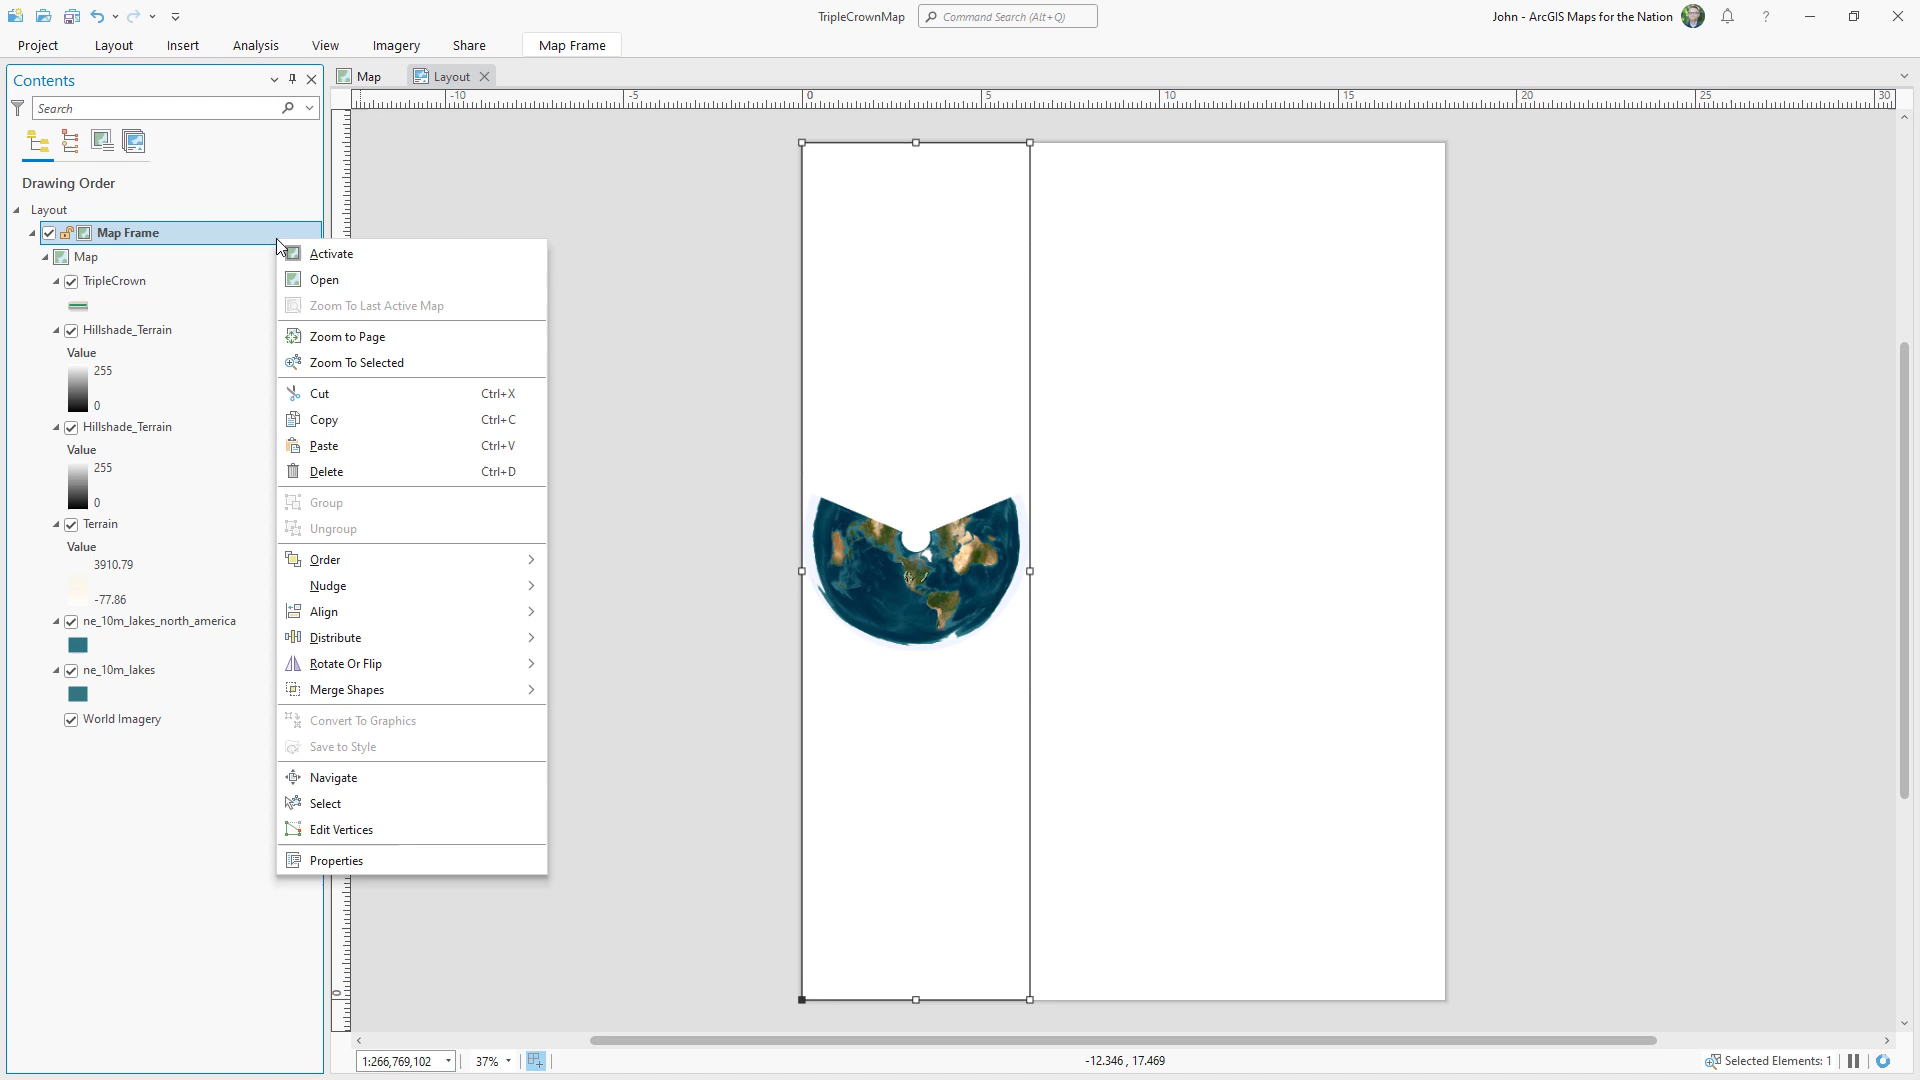 TripleCrownMap
Command Search (Alt+Q)
John - ArcGIS Maps for the Nation
?
Project
Layout
Insert
Analysis
View
Imagery
Share
Map Frame
Contents
Map
Layout
Search
-10
-5
0
5
10
15
20
25
30
Drawing Order
Layout
Map Frame
Map
TripleCrown
Hillshade_Terrain
Value
255
0
Hillshade_Terrain
Value
255
0
Terrain
Value
3910.79
-77.86
ne_10m_lakes_north_america
ne_10m_lakes
World Imagery
Activate
Open
Zoom To Last Active Map
Zoom to Page
Zoom To Selected
Cut Ctrl+X
Copy Ctrl+C
Paste Ctrl+V
Delete Ctrl+D
Group
Ungroup
Order
Nudge
Align
Distribute
Rotate Or Flip
Merge Shapes
Convert To Graphics
Save to Style
Navigate
Select
Edit Vertices
Properties
0
1:266,769,102
37%
-12.346 , 17.469
Selected Elements: 1